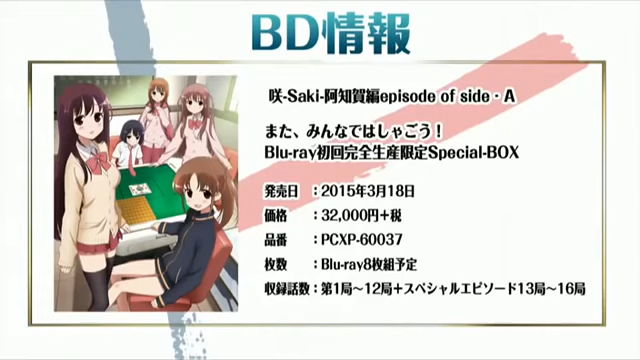 BD情報
咲-Saki-阿知賀編episode of side・A
また、みんなではしゃごう！
Blu-ray初回完全生産限定Special-BOX
発売日 ：2015年3月18日
価格 ：32,000円+税
品番 ：PCXP-60037
枚数 ：Blu-ray8枚組予定
収録話数：第1局～12局+スペシャルエピソード13局～16局